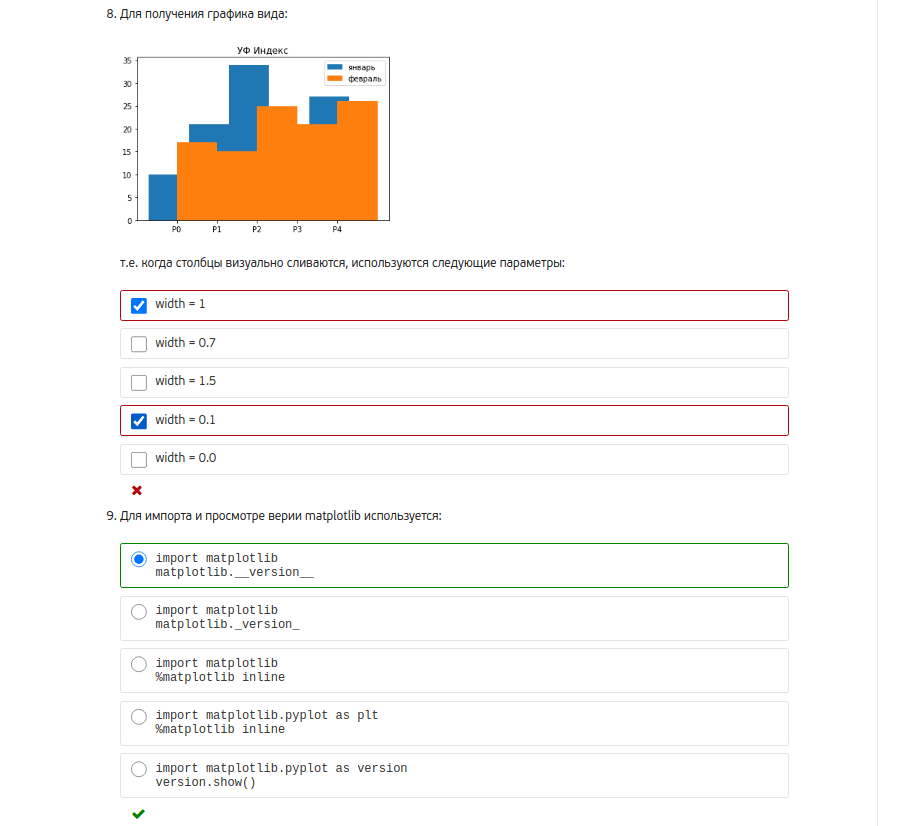 8. Для получения графика вида:
УФ Индекс
35
30
25
20
15
10
5
0
январь
февраль
P0 P1 P2 P3 P4
т.е. когда столбцы визуально сливаются, используются следующие параметры:
width = 1
width = 0.7
width = 1.5
width = 0.1
width = 0.0
9. Для импорта и просмотре верии matplotlib используется:
import matplotlib
matplotlib.__version__
import matplotlib
matplotlib._version_
import matplotlib
%matplotlib inline
import matplotlib.pyplot as plt
%matplotlib inline
import matplotlib.pyplot as version
version.show()